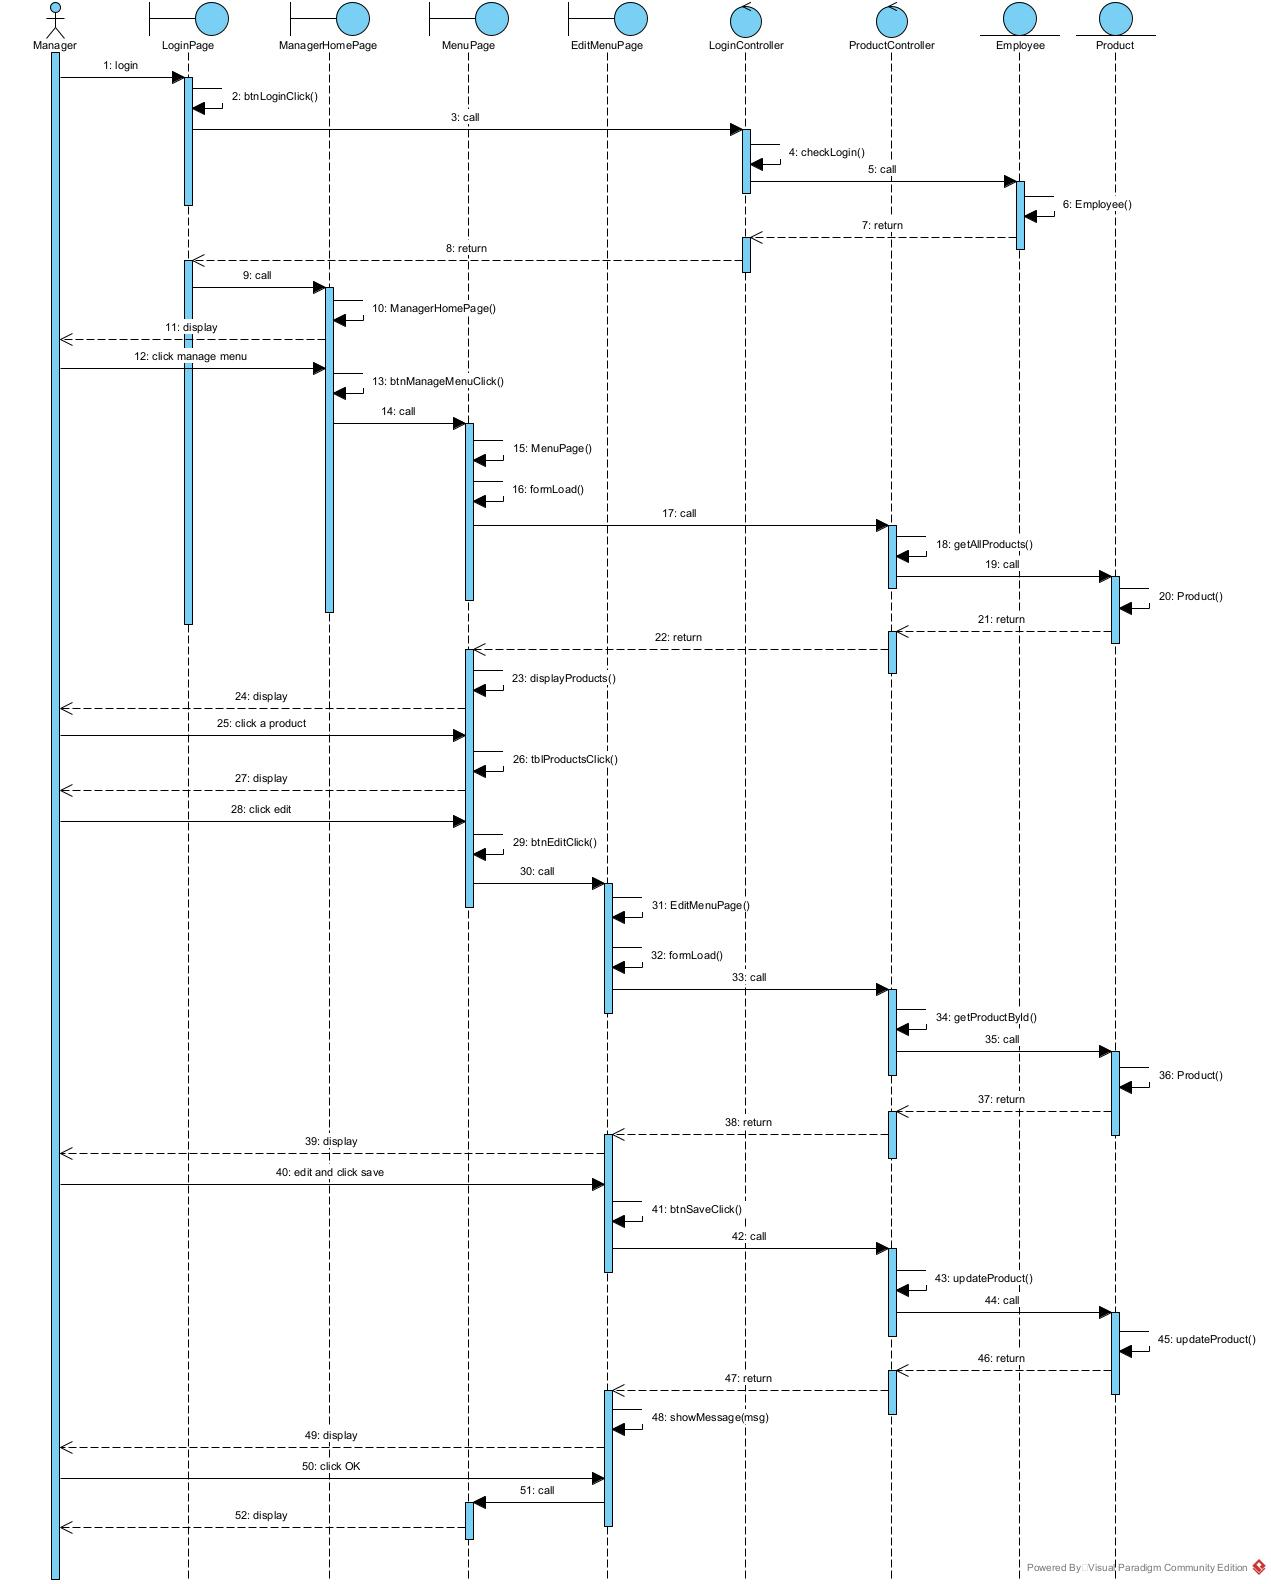 Manager
LoginPage
ManagerHomePage
MenuPage
EditMenuPage
LoginController
ProductController
Employee
Product
1: login
2: btnLoginClick()
3: call
4: checkLogin()
5: call
6: Employee()
7: return
8: return
9: call
10: ManagerHomePage()
11: display
12: click manage menu
13: btnManageMenuClick()
14: call
15: MenuPage()
16: formLoad()
17: call
18: getAllProducts()
19: call
20: Product()
21: return
22: return
23: displayProducts()
24: display
25: click a product
26: tblProductsClick()
27: display
28: click edit
29: btnEditClick()
30: call
31: EditMenuPage()
32: formLoad()
33: call
34: getProductById()
35: call
36: Product()
37: return
38: return
39: display
40: edit and click save
41: btnSaveClick()
42: call
43: updateProduct()
44: call
45: updateProduct()
46: return
47: return
48: showMessage(msg)
49: display
50: click OK
51: call
52: display
Powered By Visual Paradigm Community Edition